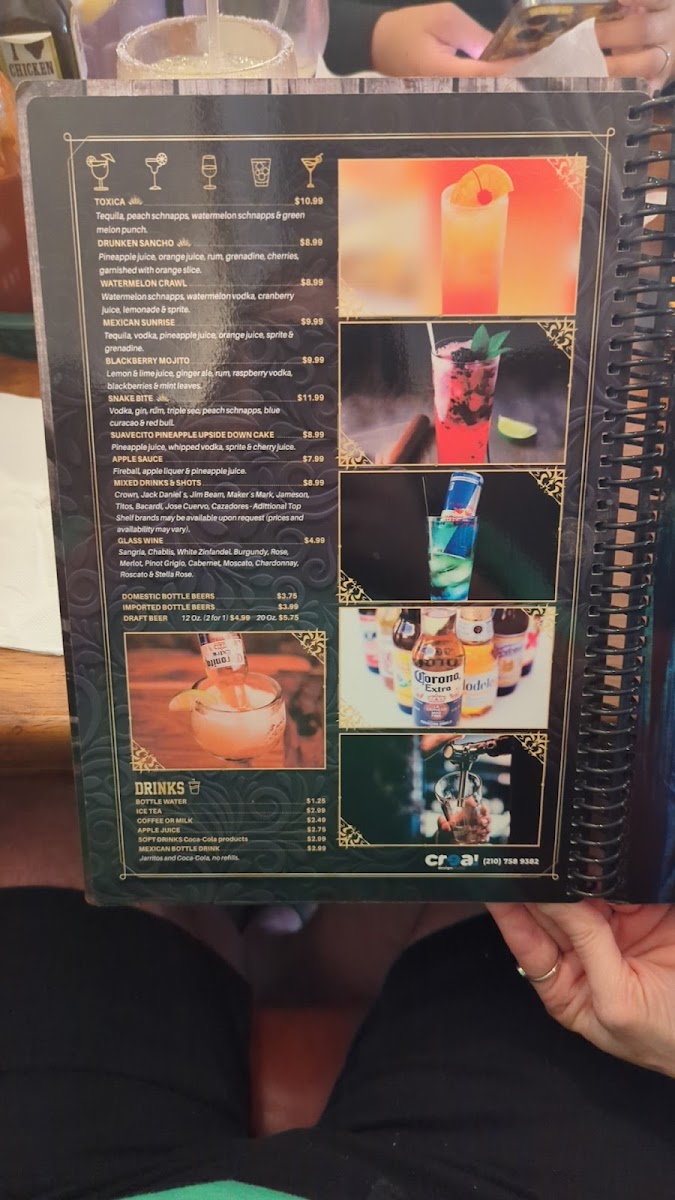 I
CHICKEN
TOXICA $10.99
Tequila, peach schnapps, watermelon schnapps & green
melon punch.
DRUNKEN SANCHO $8.99
Pineapple juice, orange juice, rum, grenadine, cherries,
garnished with orange slice.
WATERMELON CRAWL $8.99
Watermelon schnapps, watermelon vodka, cranberry
juice, lemonade & sprite.
MEXICAN SUNRISE $9.99
Tequila, vodka, pineapple juice, orange juice, sprite &
grenadine.
BLACKBERRY MOJITO $9.99
Lemon & lime juice, ginger ale, rum, raspberry vodka,
blackberries & mint leaves.
SNAKE BITE $11.99
Vodka, gin, rum, triple sec, peach schnapps, blue
curacao & red bull.
SUAVECITO PINEAPPLE UPSIDE DOWN CAKE $8.99
Pineapple juice, whipped vodka, sprite & cherry juice.
APPLE SAUCE $7.99
Fireball, apple liquer & pineapple juice.
MIXED DRINKS & SHOTS $8.99
Crown, Jack Daniel's, Jim Beam, Maker's Mark, Jameson,
Titos, Bacardi, Jose Cuervo, Cazadores - Adittional Top
Shelf brands may be available upon request (prices and
availability may vary).
GLASS WINE $4.99
Sangria, Chablis, White Zinfandel, Burgundy, Rose,
Merlot, Pinot Grigio, Cabernet, Moscato, Chardonnay,
Roscato & Stella Rose.
DOMESTIC BOTTLE BEERS $3.75
IMPORTED BOTTLE BEERS $3.99
DRAFT BEER 12 Oz. (2 for 1) $4.99 20 Oz. $5.75
Coronita
Extra
Corona
Extra
Modelo
DRINKS
BOTTLE WATER $1.25
ICE TEA $2.99
COFFEE OR MILK $2.49
APPLE JUICE $2.75
SOFT DRINKS Coca-Cola products $2.99
MEXICAN BOTTLE DRINK $2.99
Jarritos and Coca-Cola, no refills.
crea! (210) 758 9382